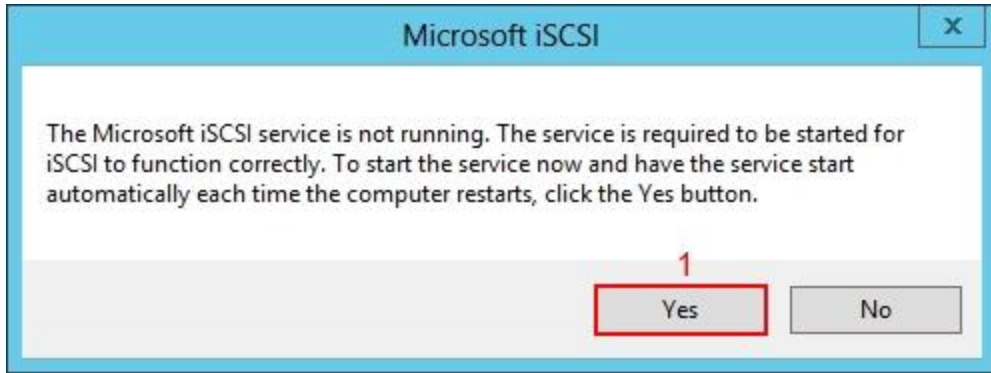 Microsoft iSCSI
x
The Microsoft iSCSI service is not running. The service is required to be started for
iSCSI to function correctly. To start the service now and have the service start
automatically each time the computer restarts, click the Yes button.
1
Yes No